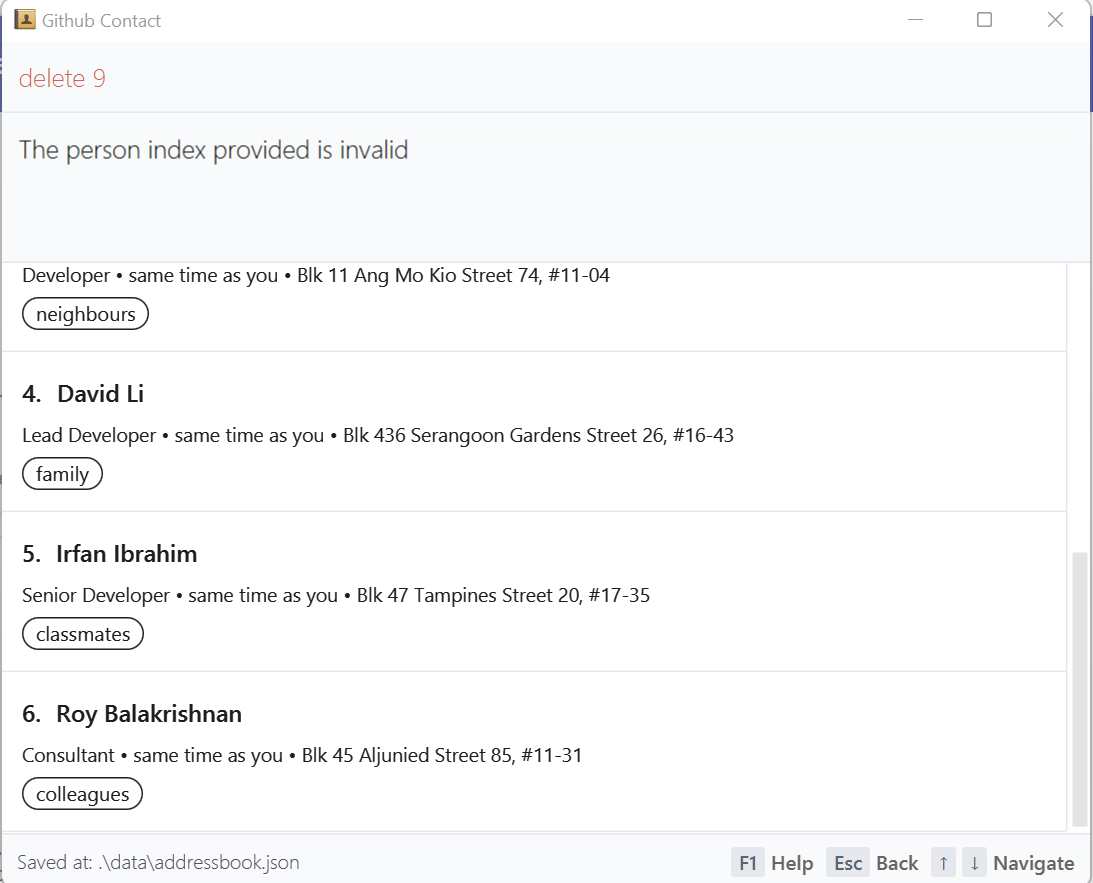 Github Contact
delete 9
The person index provided is invalid
Developer • same time as you • Blk 11 Ang Mo Kio Street 74, #11-04
neighbours
4. David Li
Lead Developer • same time as you • Blk 436 Serangoon Gardens Street 26, #16-43
family
5. Irfan Ibrahim
Senior Developer • same time as you • Blk 47 Tampines Street 20, #17-35
classmates
6. Roy Balakrishnan
Consultant • same time as you • Blk 45 Aljunied Street 85, #11-31
colleagues
Saved at: .\data\addressbook.json F1 Help Esc Back ↑ ↓ Navigate